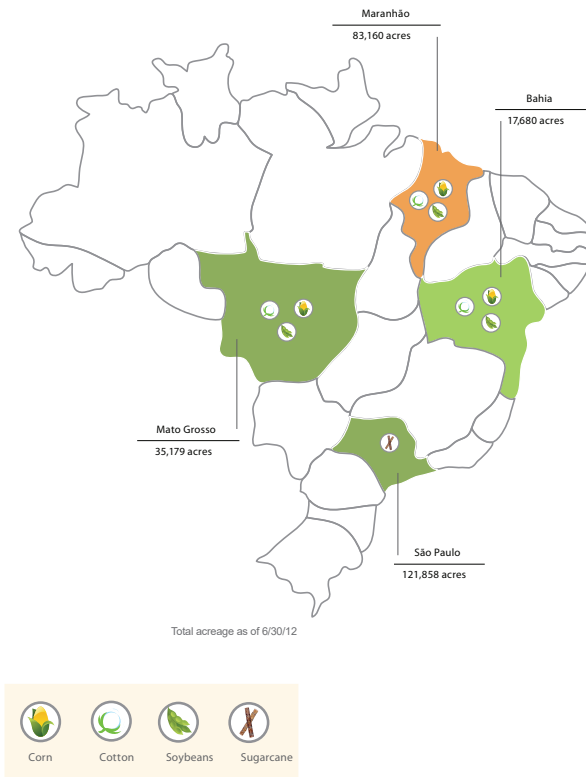 Maranhão
83,160 acres
Bahia
17,680 acres
Mato Grosso
35,179 acres
São Paulo
121,858 acres
Total acreage as of 6/30/12
Corn
Cotton
Soybeans
Sugarcane